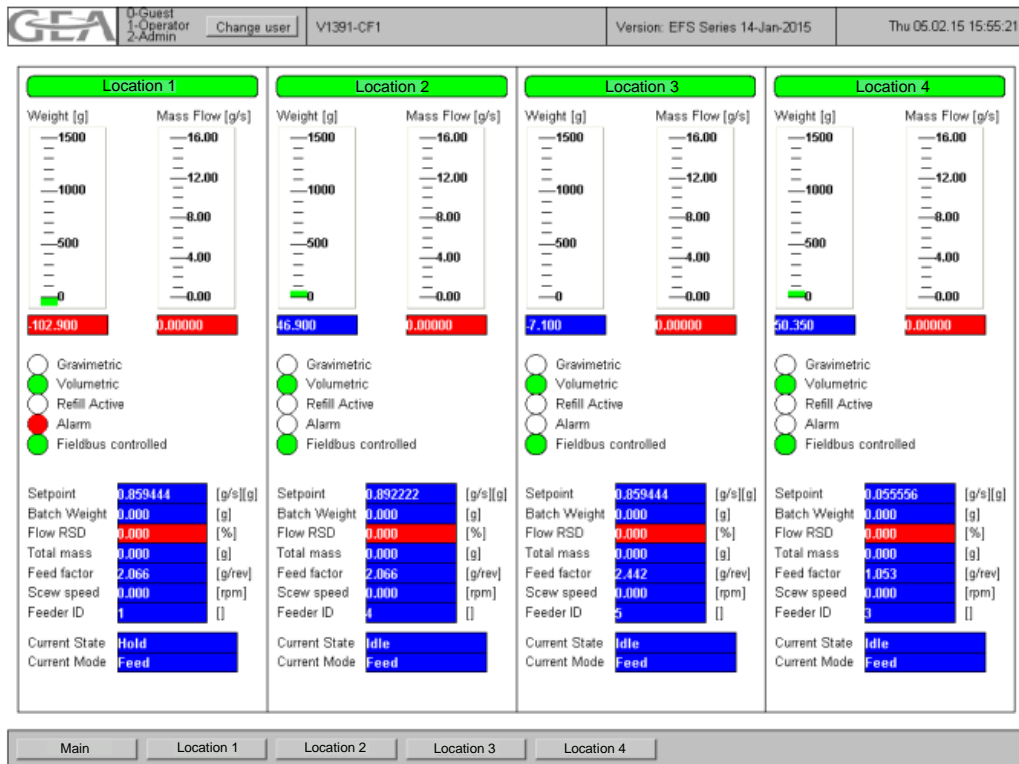 GEA
0-Guest
1-Operator
2-Admin
Change user
V1391-CF1
Version: EFS Series 14-Jan-2015
Thu 05.02.15 15:55:21
Location 1
Weight [g] Mass Flow [g/s]
1500 16.00
12.00
1000
8.00
500
4.00
0 0.00
-102.900 0.00000
Gravimetric
Volumetric
Refill Active
Alarm
Fieldbus controlled
Setpoint 0.859444 [g/s][g]
Batch Weight 0.000 [g]
Flow RSD 0.000 [%]
Total mass 0.000 [g]
Feed factor 2.066 [g/rev]
Scew speed 0.000 [rpm]
Feeder ID 1 []
Current State Hold
Current Mode Feed
Location 2
Weight [g] Mass Flow [g/s]
1500 16.00
12.00
1000
8.00
500
4.00
0 0.00
46.900 0.00000
Gravimetric
Volumetric
Refill Active
Alarm
Fieldbus controlled
Setpoint 0.892222 [g/s][g]
Batch Weight 0.000 [g]
Flow RSD 0.000 [%]
Total mass 0.000 [g]
Feed factor 2.066 [g/rev]
Scew speed 0.000 [rpm]
Feeder ID 4 []
Current State Idle
Current Mode Feed
Location 3
Weight [g] Mass Flow [g/s]
1500 16.00
12.00
1000
8.00
500
4.00
0 0.00
-7.100 0.00000
Gravimetric
Volumetric
Refill Active
Alarm
Fieldbus controlled
Setpoint 0.859444 [g/s][g]
Batch Weight 0.000 [g]
Flow RSD 0.000 [%]
Total mass 0.000 [g]
Feed factor 2.442 [g/rev]
Scew speed 0.000 [rpm]
Feeder ID 5 []
Current State Idle
Current Mode Feed
Location 4
Weight [g] Mass Flow [g/s]
1500 16.00
12.00
1000
8.00
500
4.00
0 0.00
50.350 0.00000
Gravimetric
Volumetric
Refill Active
Alarm
Fieldbus controlled
Setpoint 0.055556 [g/s][g]
Batch Weight 0.000 [g]
Flow RSD 0.000 [%]
Total mass 0.000 [g]
Feed factor 1.053 [g/rev]
Scew speed 0.000 [rpm]
Feeder ID 3 []
Current State Idle
Current Mode Feed
Main Location 1 Location 2 Location 3 Location 4